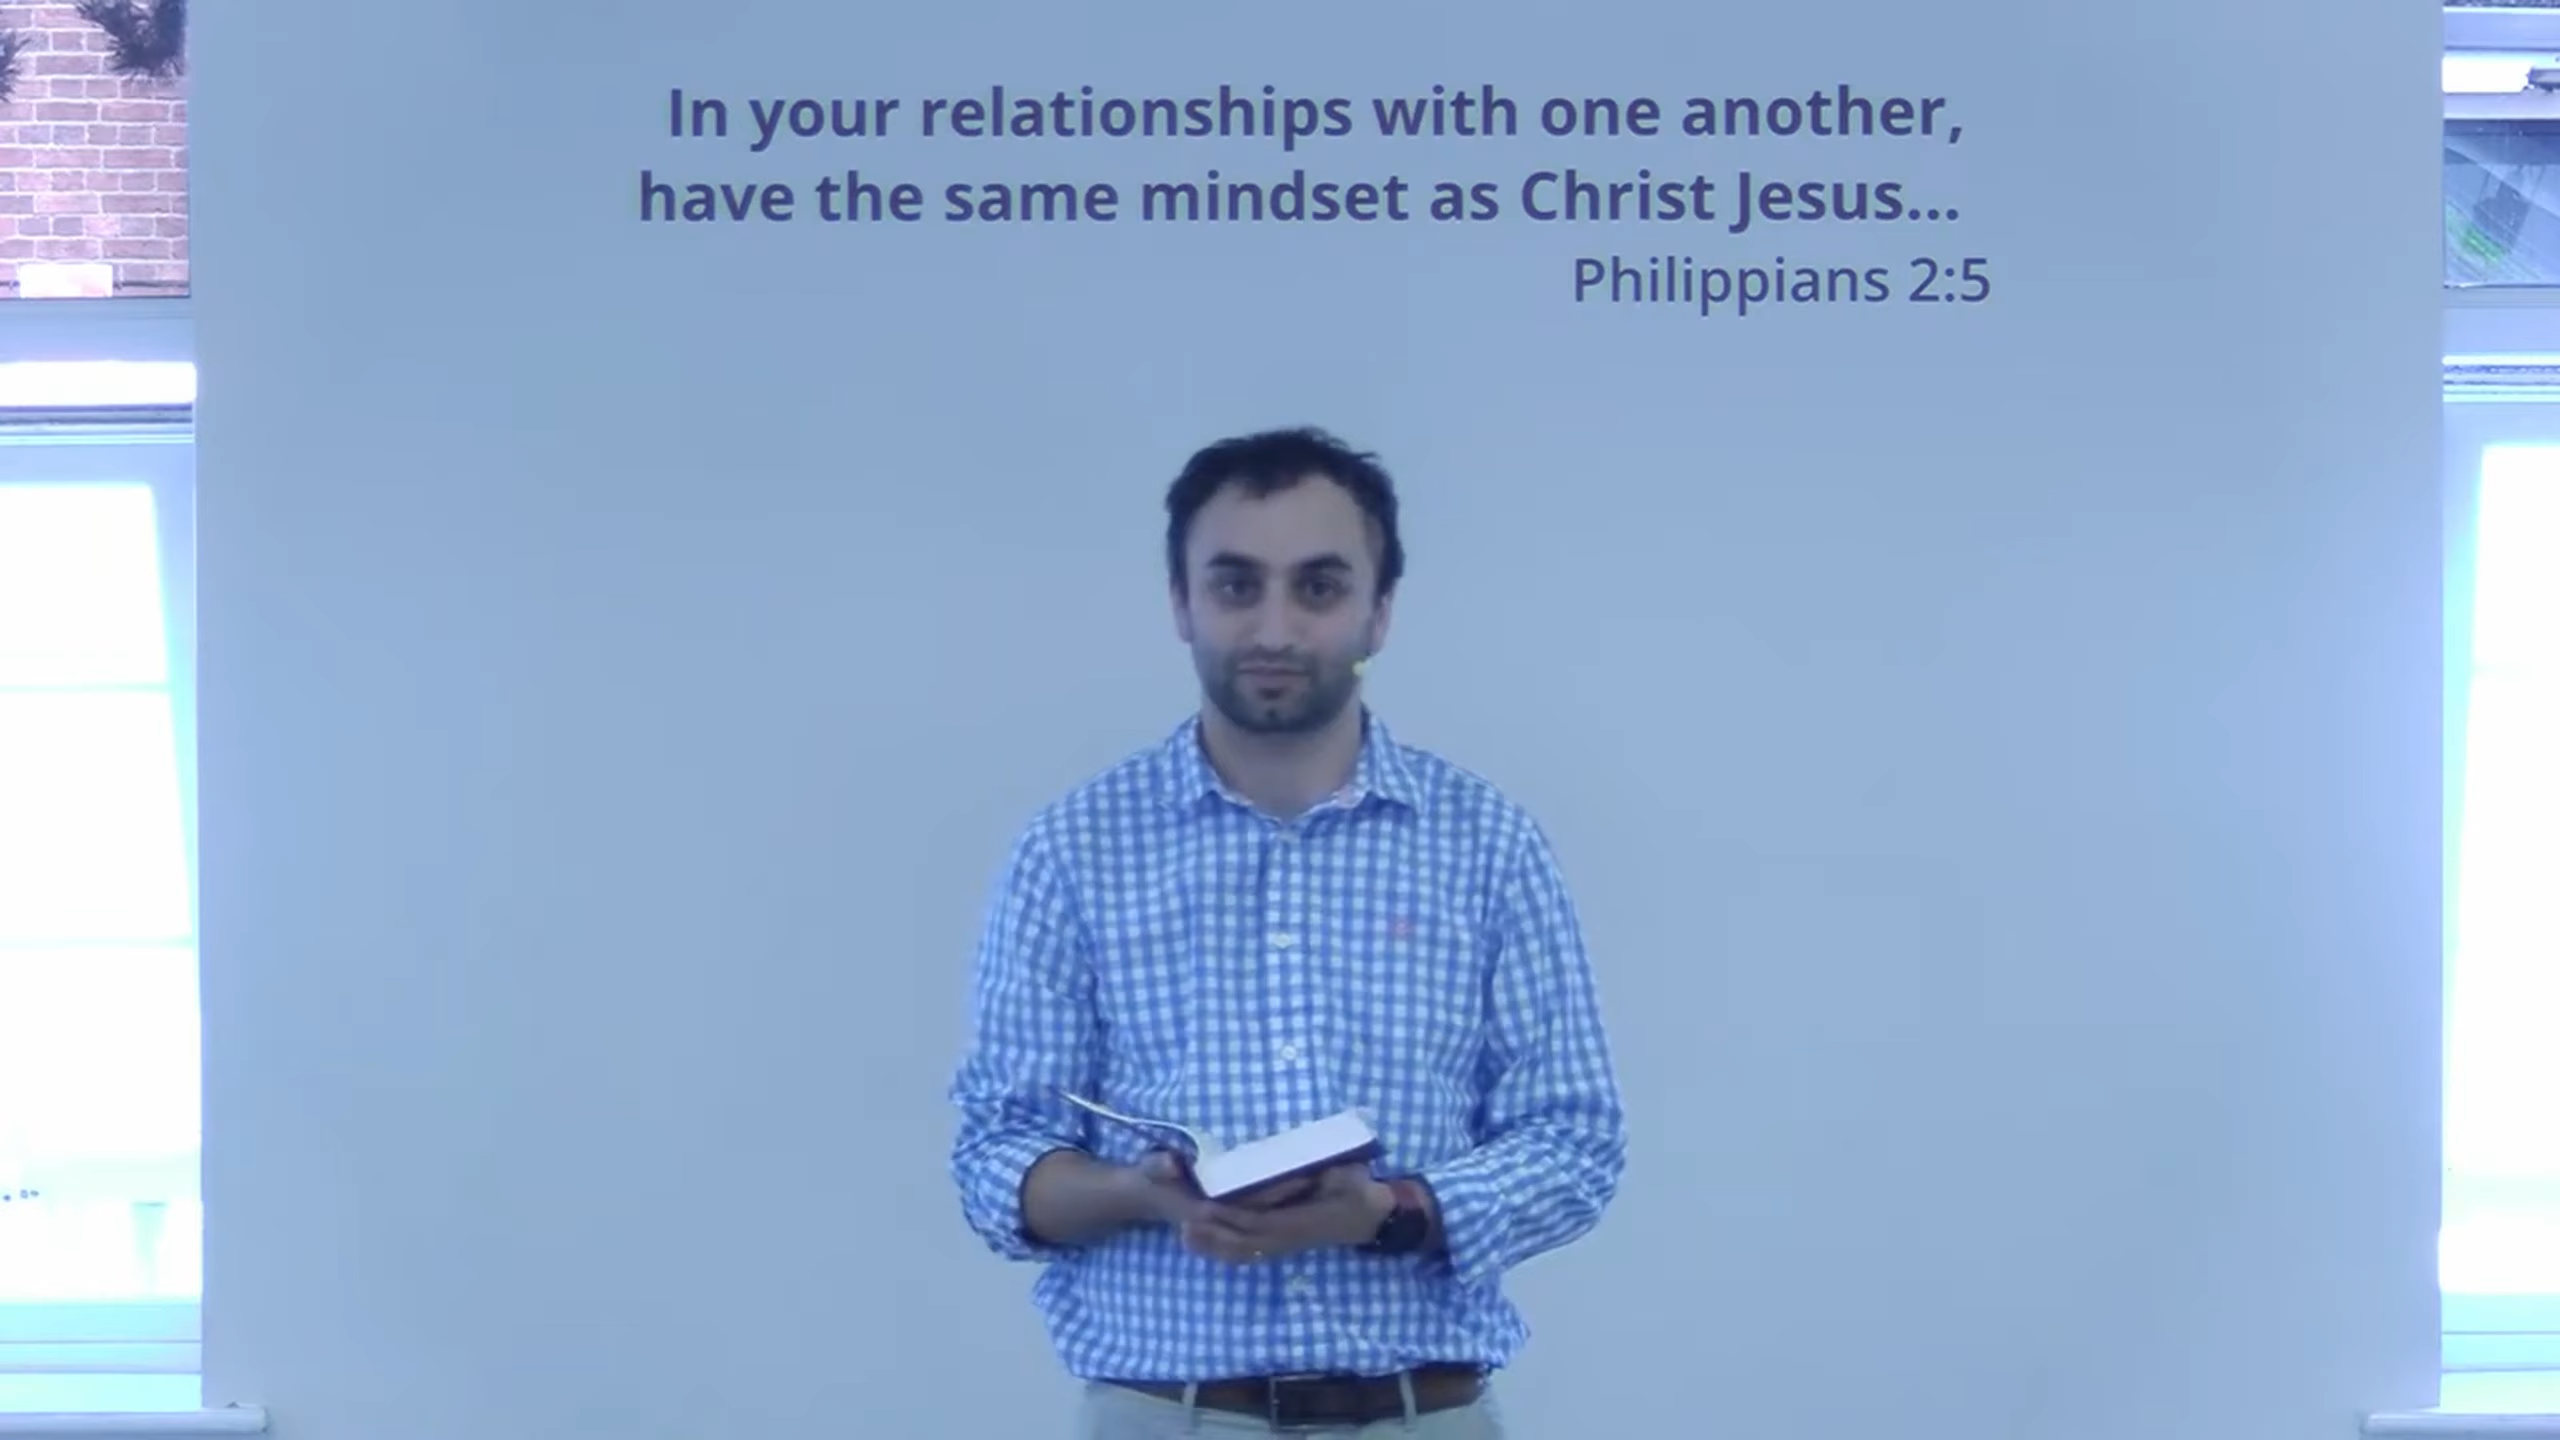 In your relationships with one another,
have the same mindset as Christ Jesus...
Philippians 2:5